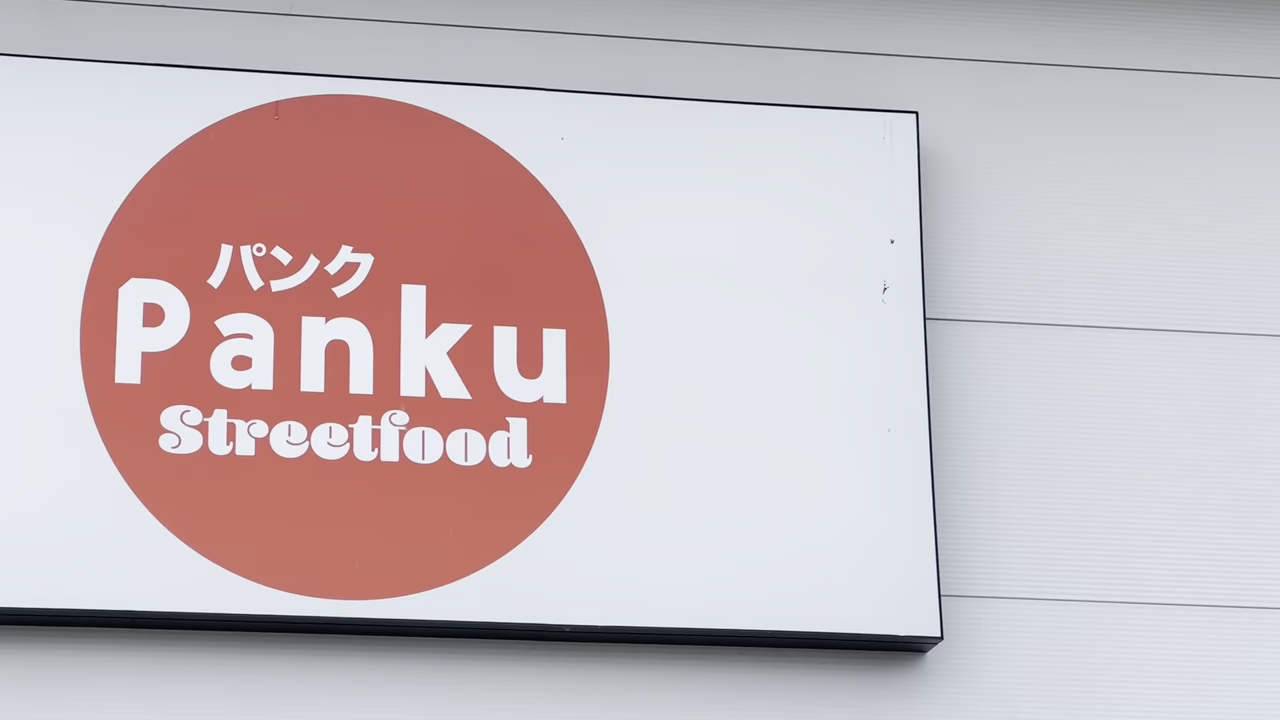 パンク
Panku
Streetfood